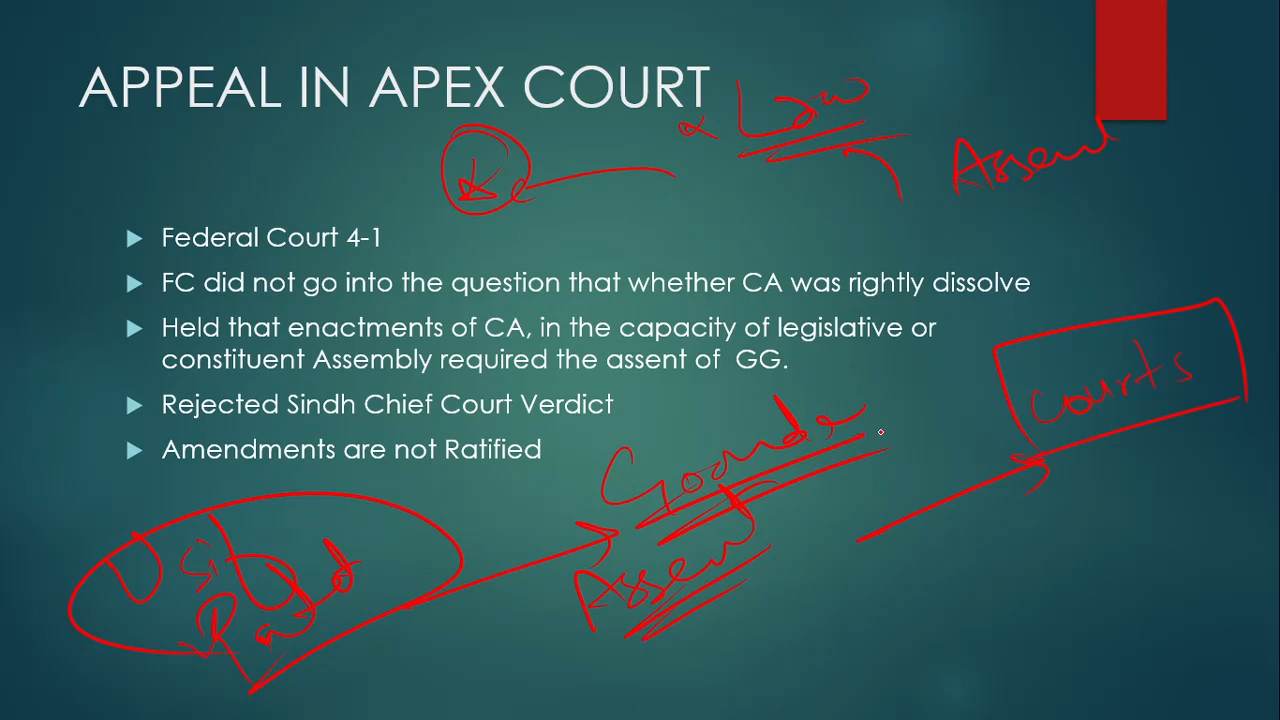 APPEAL IN APEX COURT
Law
Assent
Federal Court 4-1
FC did not go into the question that whether CA was rightly dissolve
Held that enactments of CA, in the capacity of legislative or
constituent Assembly required the assent of GG.
Courts
Rejected Sindh Chief Court Verdict
Amendments are not Ratified
Assent